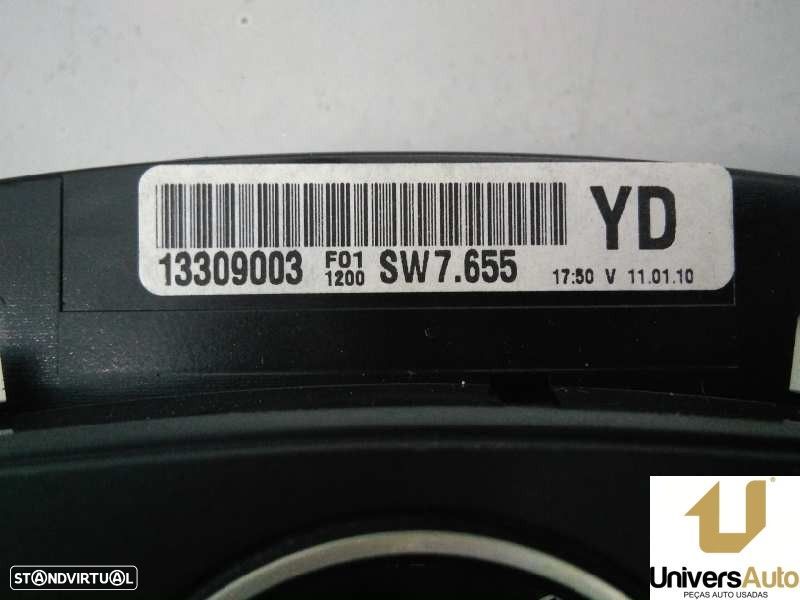 YD
13309003 F01 1200 SW7.655 17:50 V 11.01.10
STANDVIRTUAL
UniversAuto
PEÇAS AUTO USADAS